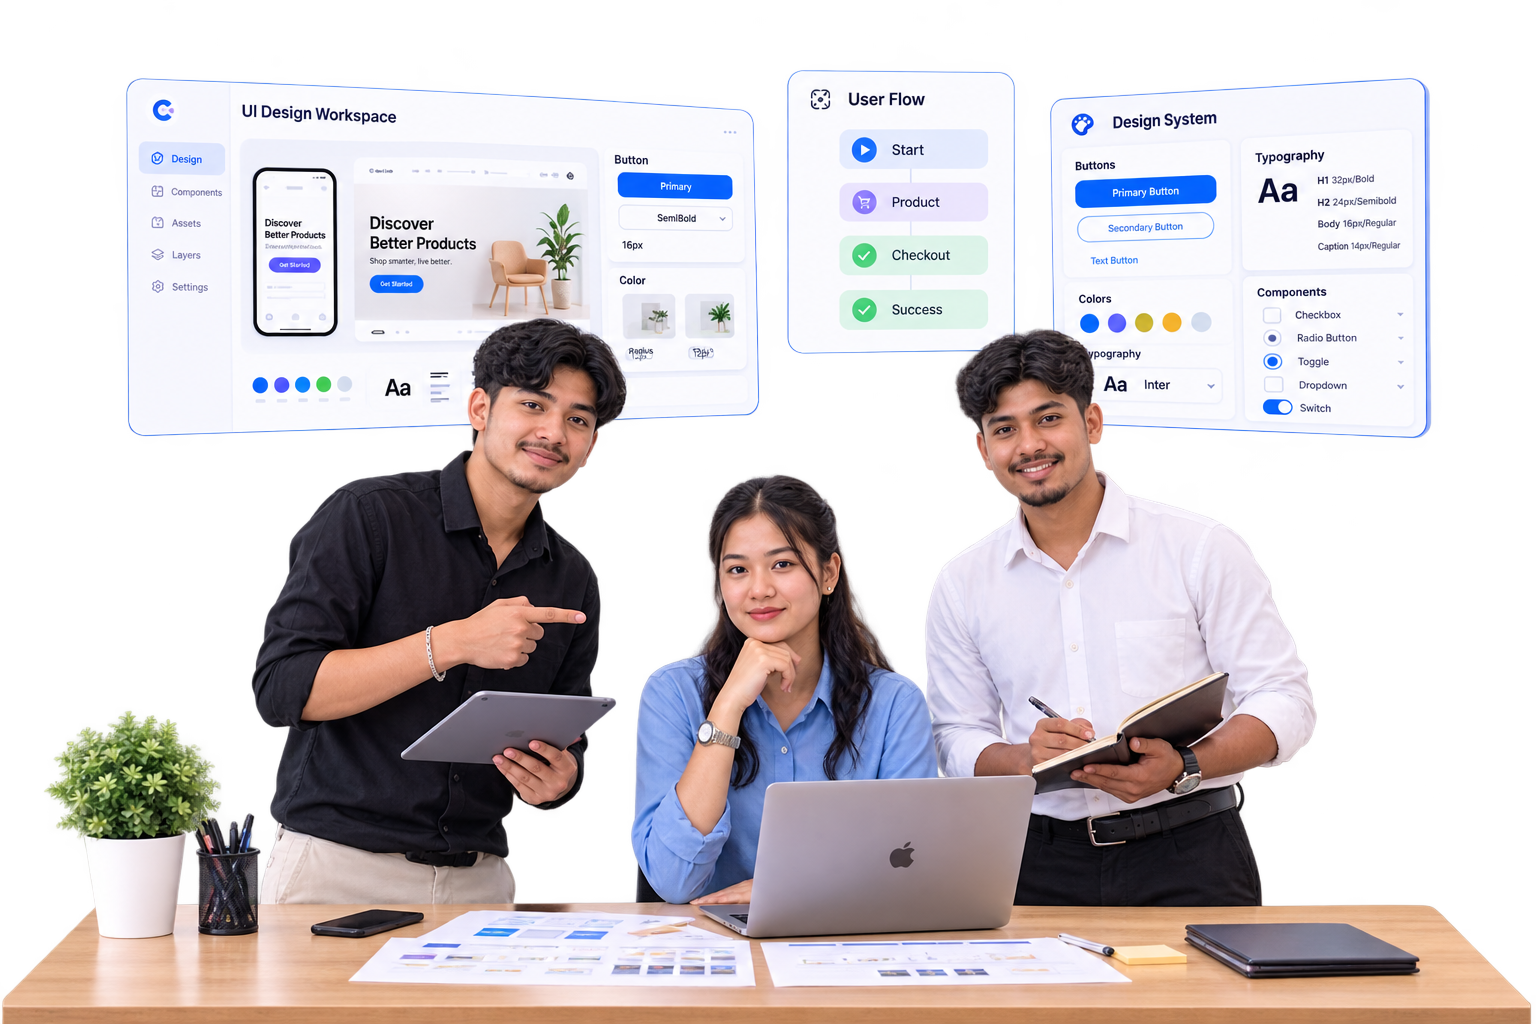 UI Design Workspace
Design
Components
Assets
Layers
Settings
Discover
Better Products
Get Started
Discover
Better Products
Shop smarter, live better.
Get Started
Aa
Button
Primary
SemiBold
16px
Color
Radius
12px
User Flow
Start
Product
Checkout
Success
Design System
Buttons
Primary Button
Secondary Button
Text Button
Colors
ypography
Aa Inter
Typography
Aa
H1 32px/Bold
H2 24px/Semibold
Body 16px/Regular
Caption 14px/Regular
Components
Checkbox
Radio Button
Toggle
Dropdown
Switch